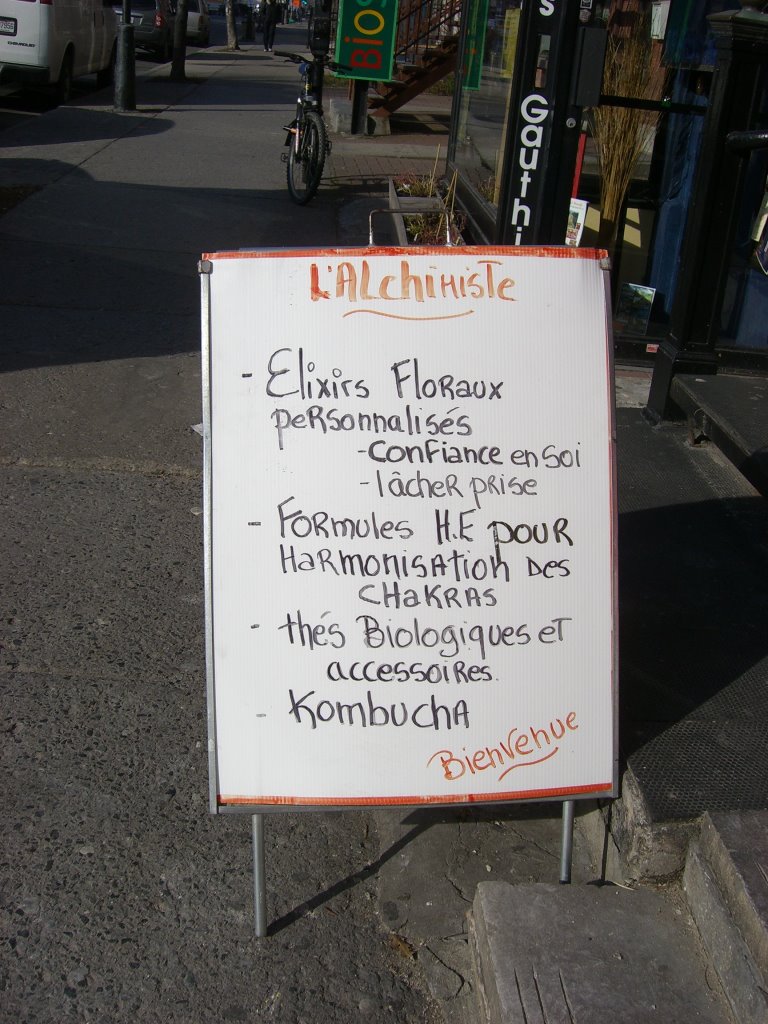 BIOS
s
Gauthi
L'ALchimisTe
- Elixirs Floraux
personnalisés
- confiance en soi
- lâcher prise
- Formules H.E pour
Harmonisation des
chakras
- thés Biologiques et
accessoires.
- Kombucha
Bienvenue